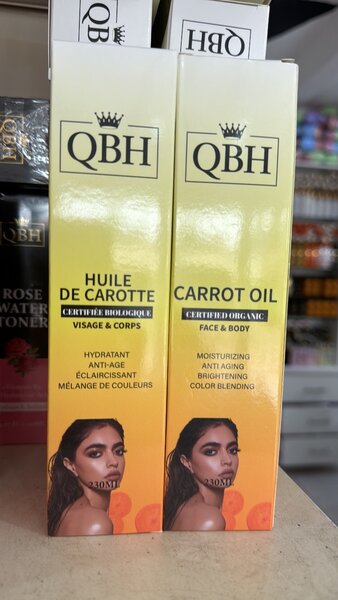 QBH
QBH
QBH
HUILE
DE CAROTTE
CERTIFIÉE BIOLOGIQUE
VISAGE & CORPS
HYDRATANT
ANTI-AGE
ÉCLAIRCISSANT
MÉLANGE DE COULEURS
230ML
QBH
CARROT OIL
CERTIFIED ORGANIC
FACE & BODY
MOISTURIZING
ANTI AGING
BRIGHTENING
COLOR BLENDING
230ML
QBH
QBH
ROSE
WATER
TONER